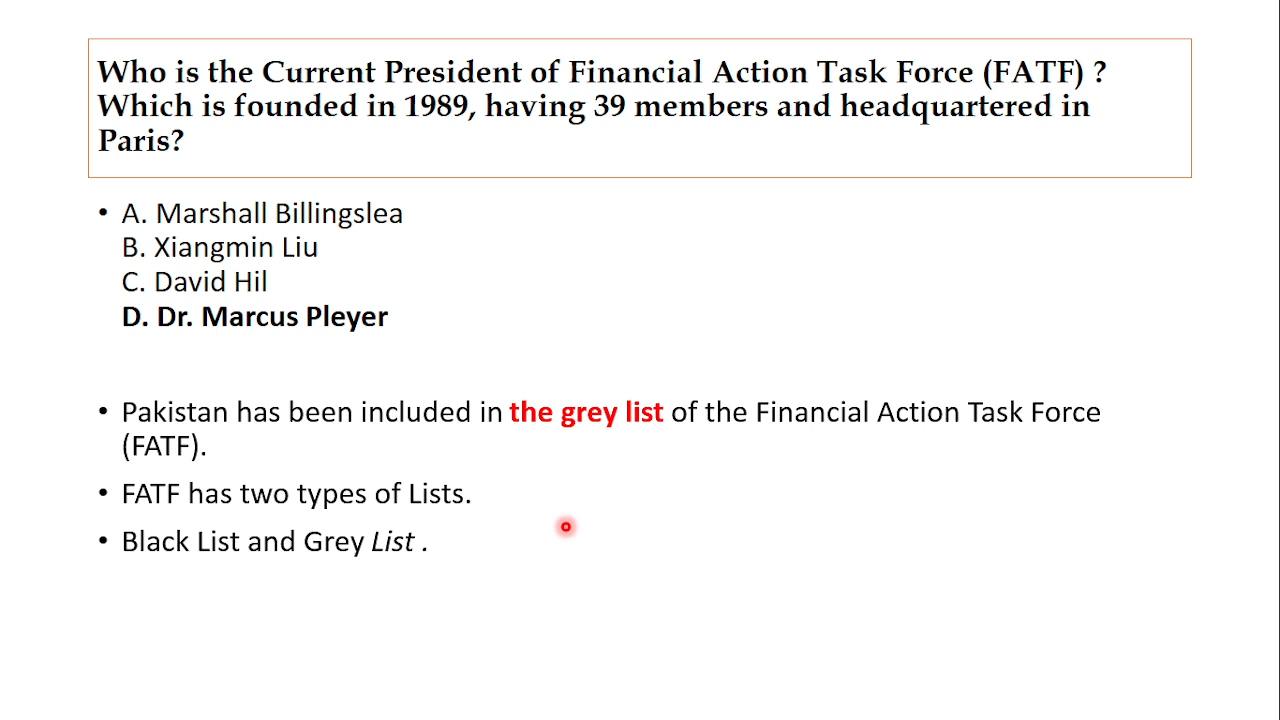 Who is the Current President of Financial Action Task Force (FATF) ?
Which is founded in 1989, having 39 members and headquartered in
Paris?
• A. Marshall Billingslea
B. Xiangmin Liu
C. David Hil
D. Dr. Marcus Pleyer
• Pakistan has been included in the grey list of the Financial Action Task Force
(FATF).
• FATF has two types of Lists.
• Black List and Grey List .